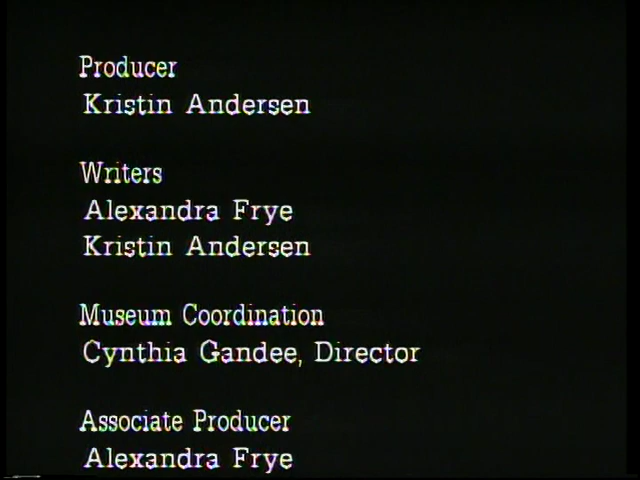 Producer
Kristin Andersen
Writers
Alexandra Frye
Kristin Andersen
Museum Coordination
Cynthia Gandee, Director
Associate Producer
Alexandra Frye